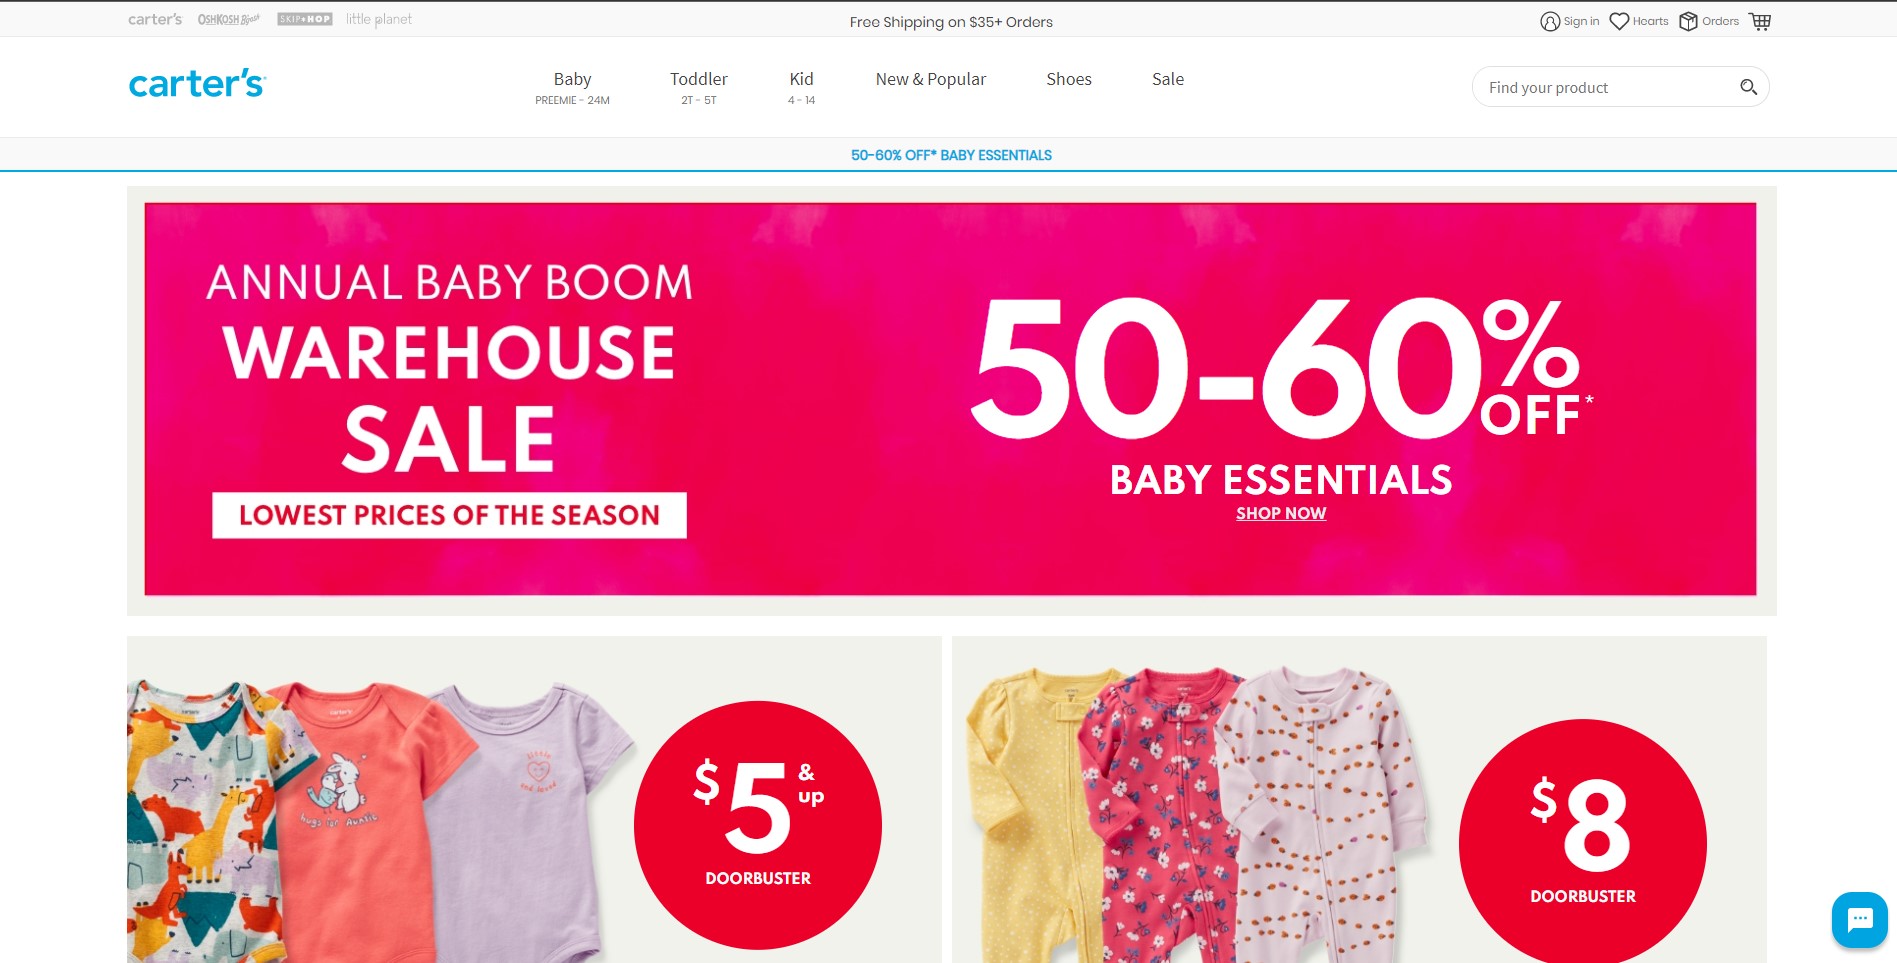 carter's OSHKOSH B'gosh SKIP*HOP little planet
Free Shipping on $35+ Orders
Sign in Hearts Orders
carter's
Baby
PREEMIE - 24M
Toddler
2T - 5T
Kid
4 - 14
New & Popular
Shoes
Sale
Find your product
50-60% OFF* BABY ESSENTIALS
ANNUAL BABY BOOM
WAREHOUSE
SALE
LOWEST PRICES OF THE SEASON
50-60%
OFF*
BABY ESSENTIALS
SHOP NOW
hugs for Auntie
$5 & up
DOORBUSTER
$8
DOORBUSTER